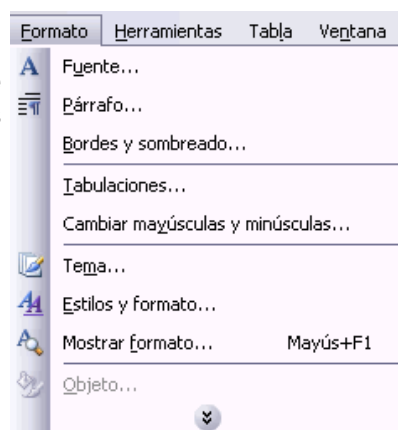 Formato Herramientas Tabla Ventana
Fuente...
Párrafo...
Bordes y sombreado...
Tabulaciones...
Cambiar mayúsculas y minúsculas...
Tema...
Estilos y formato...
Mostrar formato... Mayús+F1
Objeto...